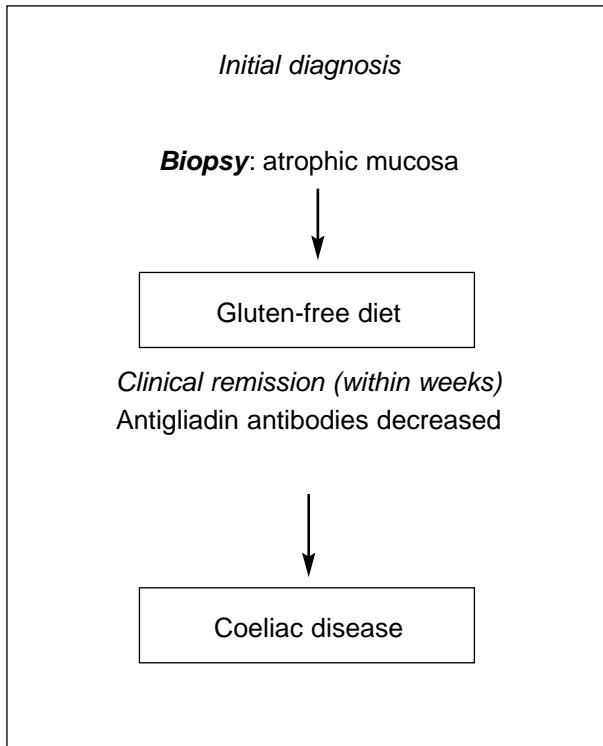 Initial diagnosis
Biopsy: atrophic mucosa
Gluten-free diet
Clinical remission (within weeks)
Antigliadin antibodies decreased
Coeliac disease